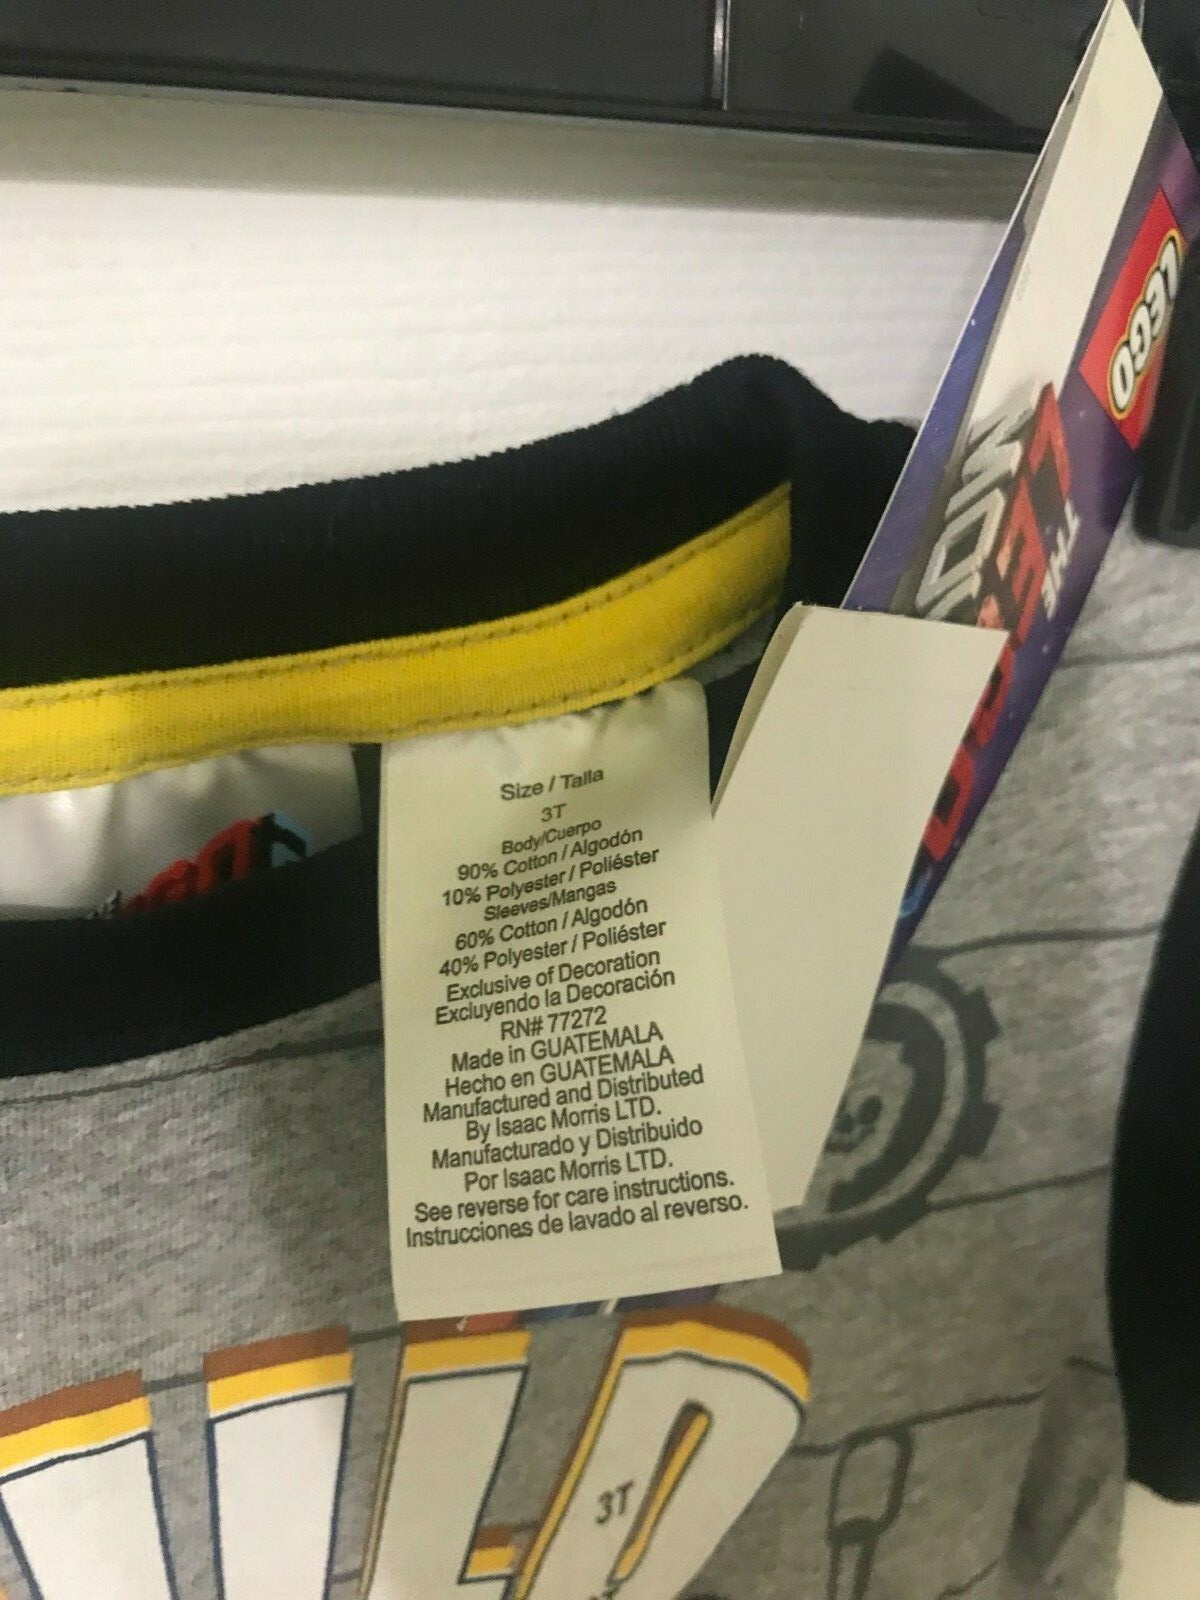 LEGO
THE
LEGO
Size / Talla
3T
Body/Cuerpo
90% Cotton / Algodón
10% Polyester / Poliéster
Sleeves/Mangas
60% Cotton / Algodón
40% Polyester / Poliéster
Exclusive of Decoration
Excluyendo la Decoración
RN# 77272
Made in GUATEMALA
Hecho en GUATEMALA
Manufactured and Distributed
By Isaac Morris LTD.
Manufacturado y Distribuido
Por Isaac Morris LTD.
See reverse for care instructions.
Instrucciones de lavado al reverso.
3T